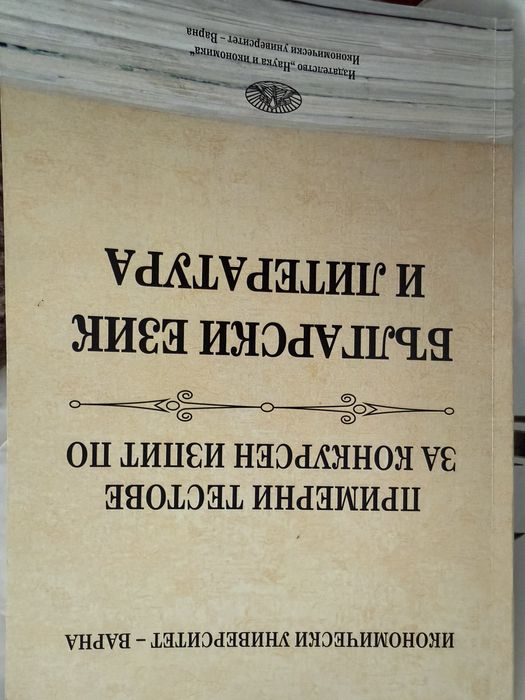 ИКОНОМИЧЕСКИ УНИВЕРСИТЕТ – ВАРНА
ПРИМЕРНИ ТЕСТОВЕ
ЗА КОНКУРСЕН ИЗПИТ ПО
БЪЛГАРСКИ ЕЗИК
И ЛИТЕРАТУРА
Издателство „Наука и икономика“
Икономически университет – Варна